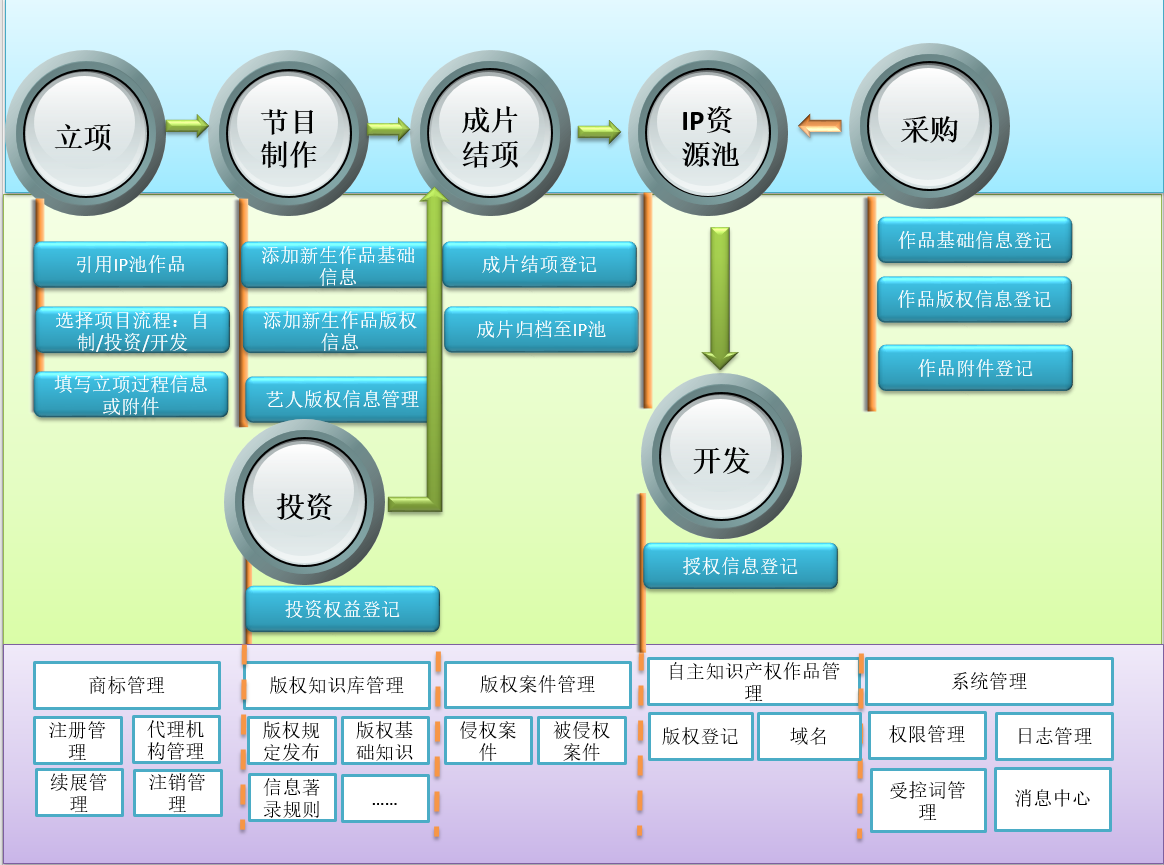 立项
节目
制作
成片
结项
IP资
源池
采购
引用IP池作品
选择项目流程：自
制/投资/开发
填写立项过程信息
或附件
添加新生作品基础
信息
添加新生作品版权
信息
艺人版权信息管理
成片结项登记
成片归档至IP池
作品基础信息登记
作品版权信息登记
作品附件登记
投资
投资权益登记
开发
授权信息登记
商标管理
注册管
理
代理机
构管理
续展管
理
注销管
理
版权知识库管理
版权规
定发布
版权基
础知识
信息著
录规则
......
版权案件管理
侵权案
件
被侵权
案件
自主知识产权作品管
理
版权登记
域名
系统管理
权限管理
日志管理
受控词管
理
消息中心